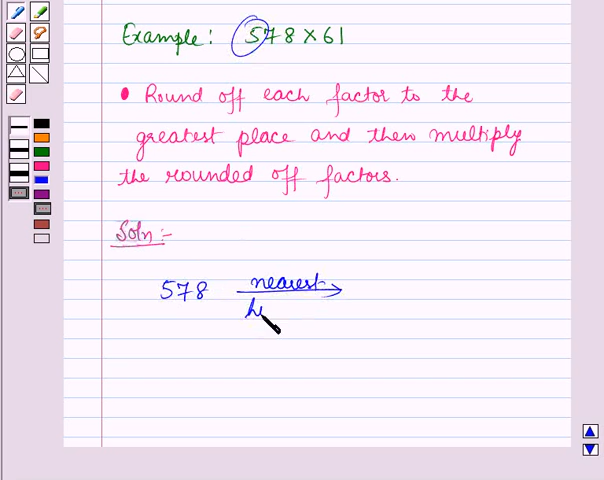 Example: 578 × 61
• Round off each factor to the
greatest place and then multiply
the rounded off factors.
Soln:-
578 nearest